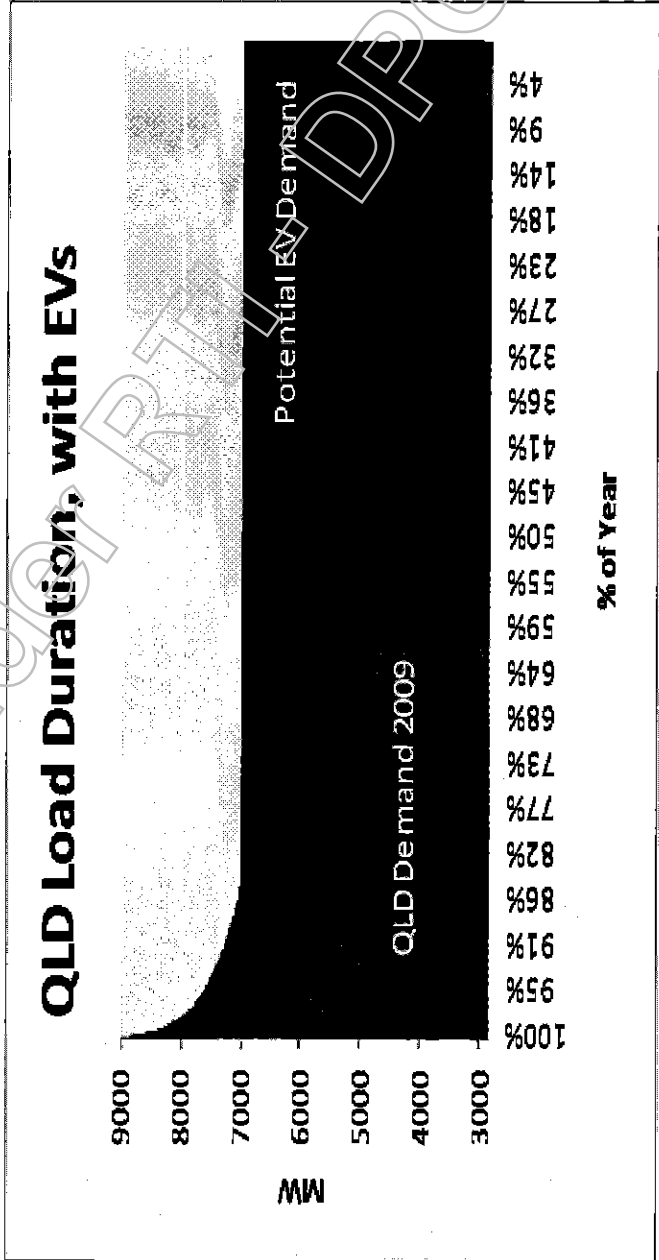 QLD Load Duration, with EVs
MW
9000
8000
7000
6000
5000
4000
3000
Potential EV Demand
QLD Demand 2009
100% 95% 91% 86% 82% 77% 73% 68% 64% 59% 55% 50% 45% 41% 36% 32% 27% 23% 18% 14% 9% 4%
% of Year
RTI - DPC